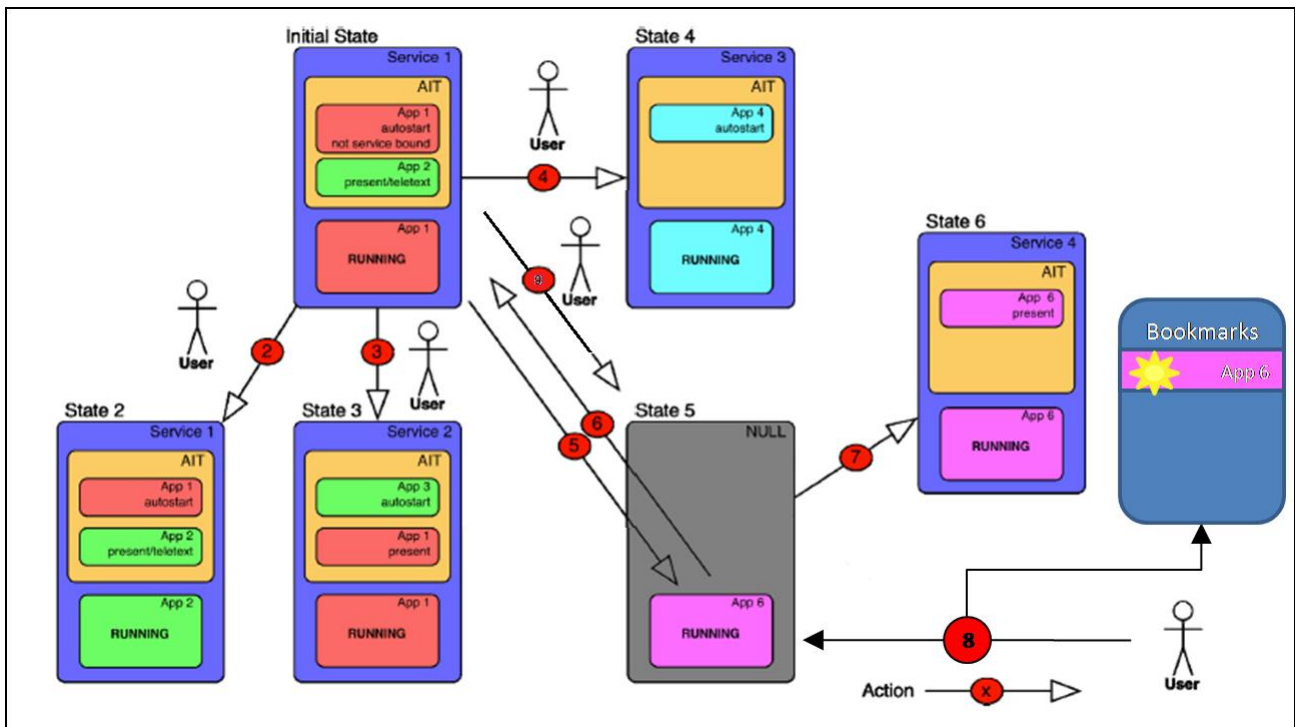 Initial State
Service 1
AIT
App 1
autostart
not service bound
App 2
present/teletext
App 1
RUNNING
User
4
State 4
Service 3
AIT
App 4
autostart
App 4
RUNNING
User
9
User
2
User
3
6
5
State 2
Service 1
AIT
App 1
autostart
App 2
present/teletext
App 2
RUNNING
State 3
Service 2
AIT
App 3
autostart
App 1
present
App 1
RUNNING
State 5
NULL
App 6
RUNNING
7
State 6
Service 4
AIT
App 6
present
App 6
RUNNING
Bookmarks
App 6
8
User
Action
x